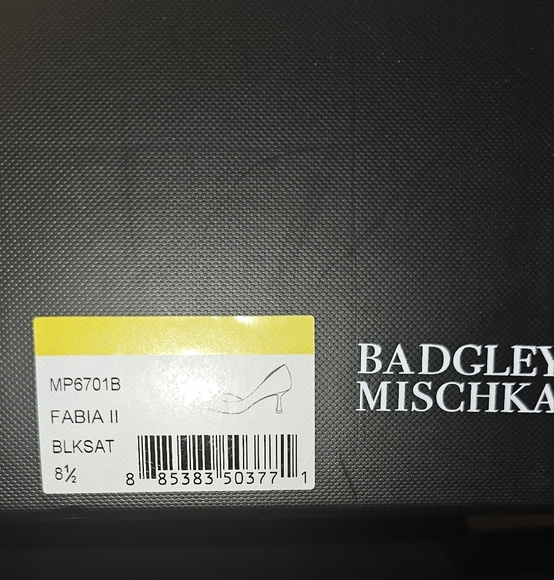 MP6701B
FABIA II
BLKSAT
8½
8 85383 50377 1
BADGLEY
MISCHKA